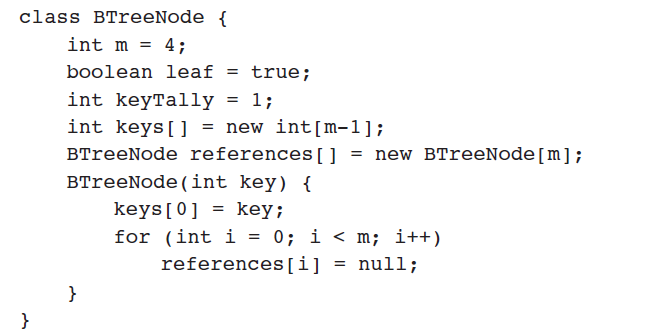 class BTreeNode {
    int m = 4;
    boolean leaf = true;
    int keyTally = 1;
    int keys[] = new int[m-1];
    BTreeNode references[] = new BTreeNode[m];
    BTreeNode(int key) {
        keys[0] = key;
        for (int i = 0; i < m; i++)
            references[i] = null;
    }
}